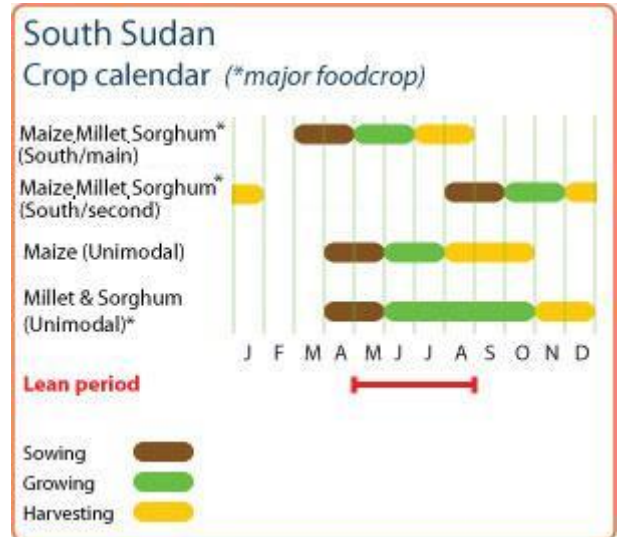 South Sudan
Crop calendar (*major foodcrop)
Maize,Millet,Sorghum*
(South/main)
Maize,Millet,Sorghum*
(South/second)
Maize (Unimodal)
Millet & Sorghum
(Unimodal)*
J F M A M J J A S O N D
Lean period
Sowing
Growing
Harvesting